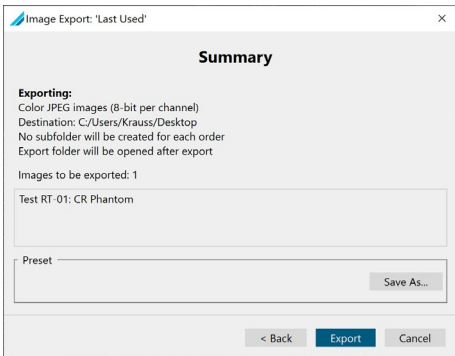 Image Export: 'Last Used'
Summary
Exporting:
Color JPEG images (8-bit per channel)
Destination: C:/Users/Krauss/Desktop
No subfolder will be created for each order
Export folder will be opened after export
Images to be exported: 1
Test RT-01: CR Phantom
Preset
Save As...
< Back Export Cancel